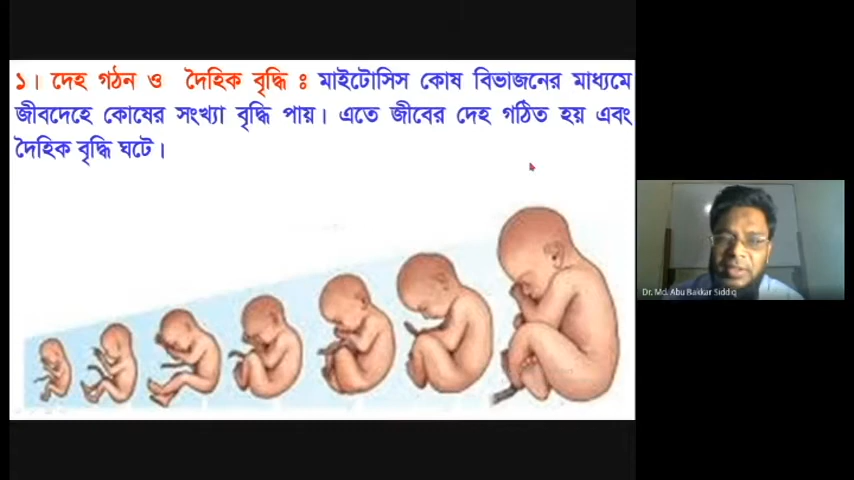 ১। দেহ গঠন ও দৈহিক বৃদ্ধি ঃ মাইটোসিস কোষ বিভাজনের মাধ্যমে
জীবদেহে কোষের সংখ্যা বৃদ্ধি পায়। এতে জীবের দেহ গঠিত হয় এবং
দৈহিক বৃদ্ধি ঘটে।
Dr. Md. Abu Bakkar Siddiq